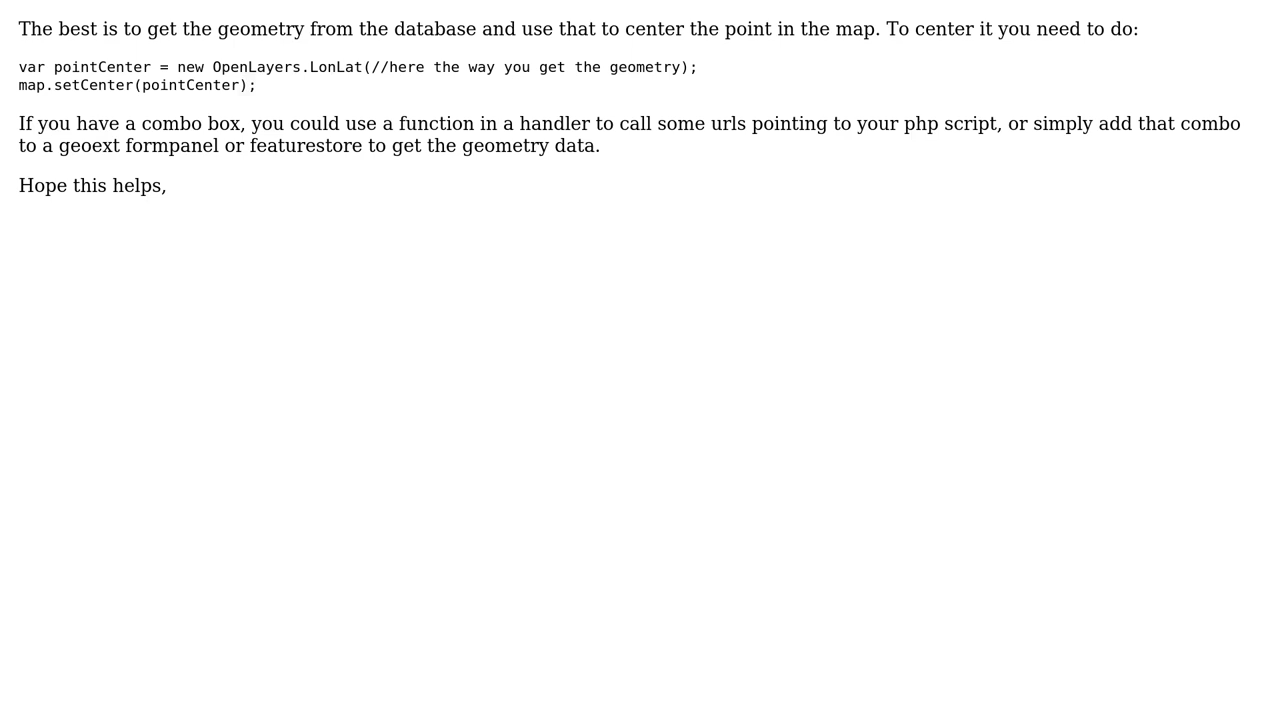 The best is to get the geometry from the database and use that to center the point in the map. To center it you need to do:
var pointCenter = new OpenLayers.LonLat(//here the way you get the geometry);
map.setCenter(pointCenter);
If you have a combo box, you could use a function in a handler to call some urls pointing to your php script, or simply add that combo
to a geoext formpanel or featurestore to get the geometry data.
Hope this helps,